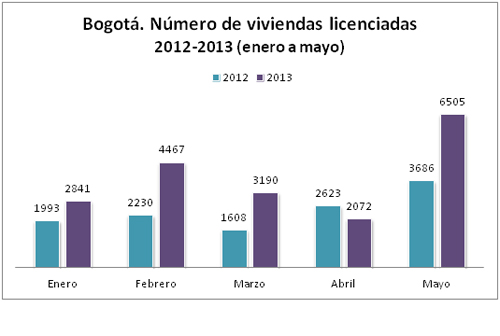 Bogotá. Número de viviendas licenciadas
2012-2013 (enero a mayo)
2012 2013
1993 2841 2230 4467 1608 3190 2623 2072 3686 6505
Enero Febrero Marzo Abril Mayo